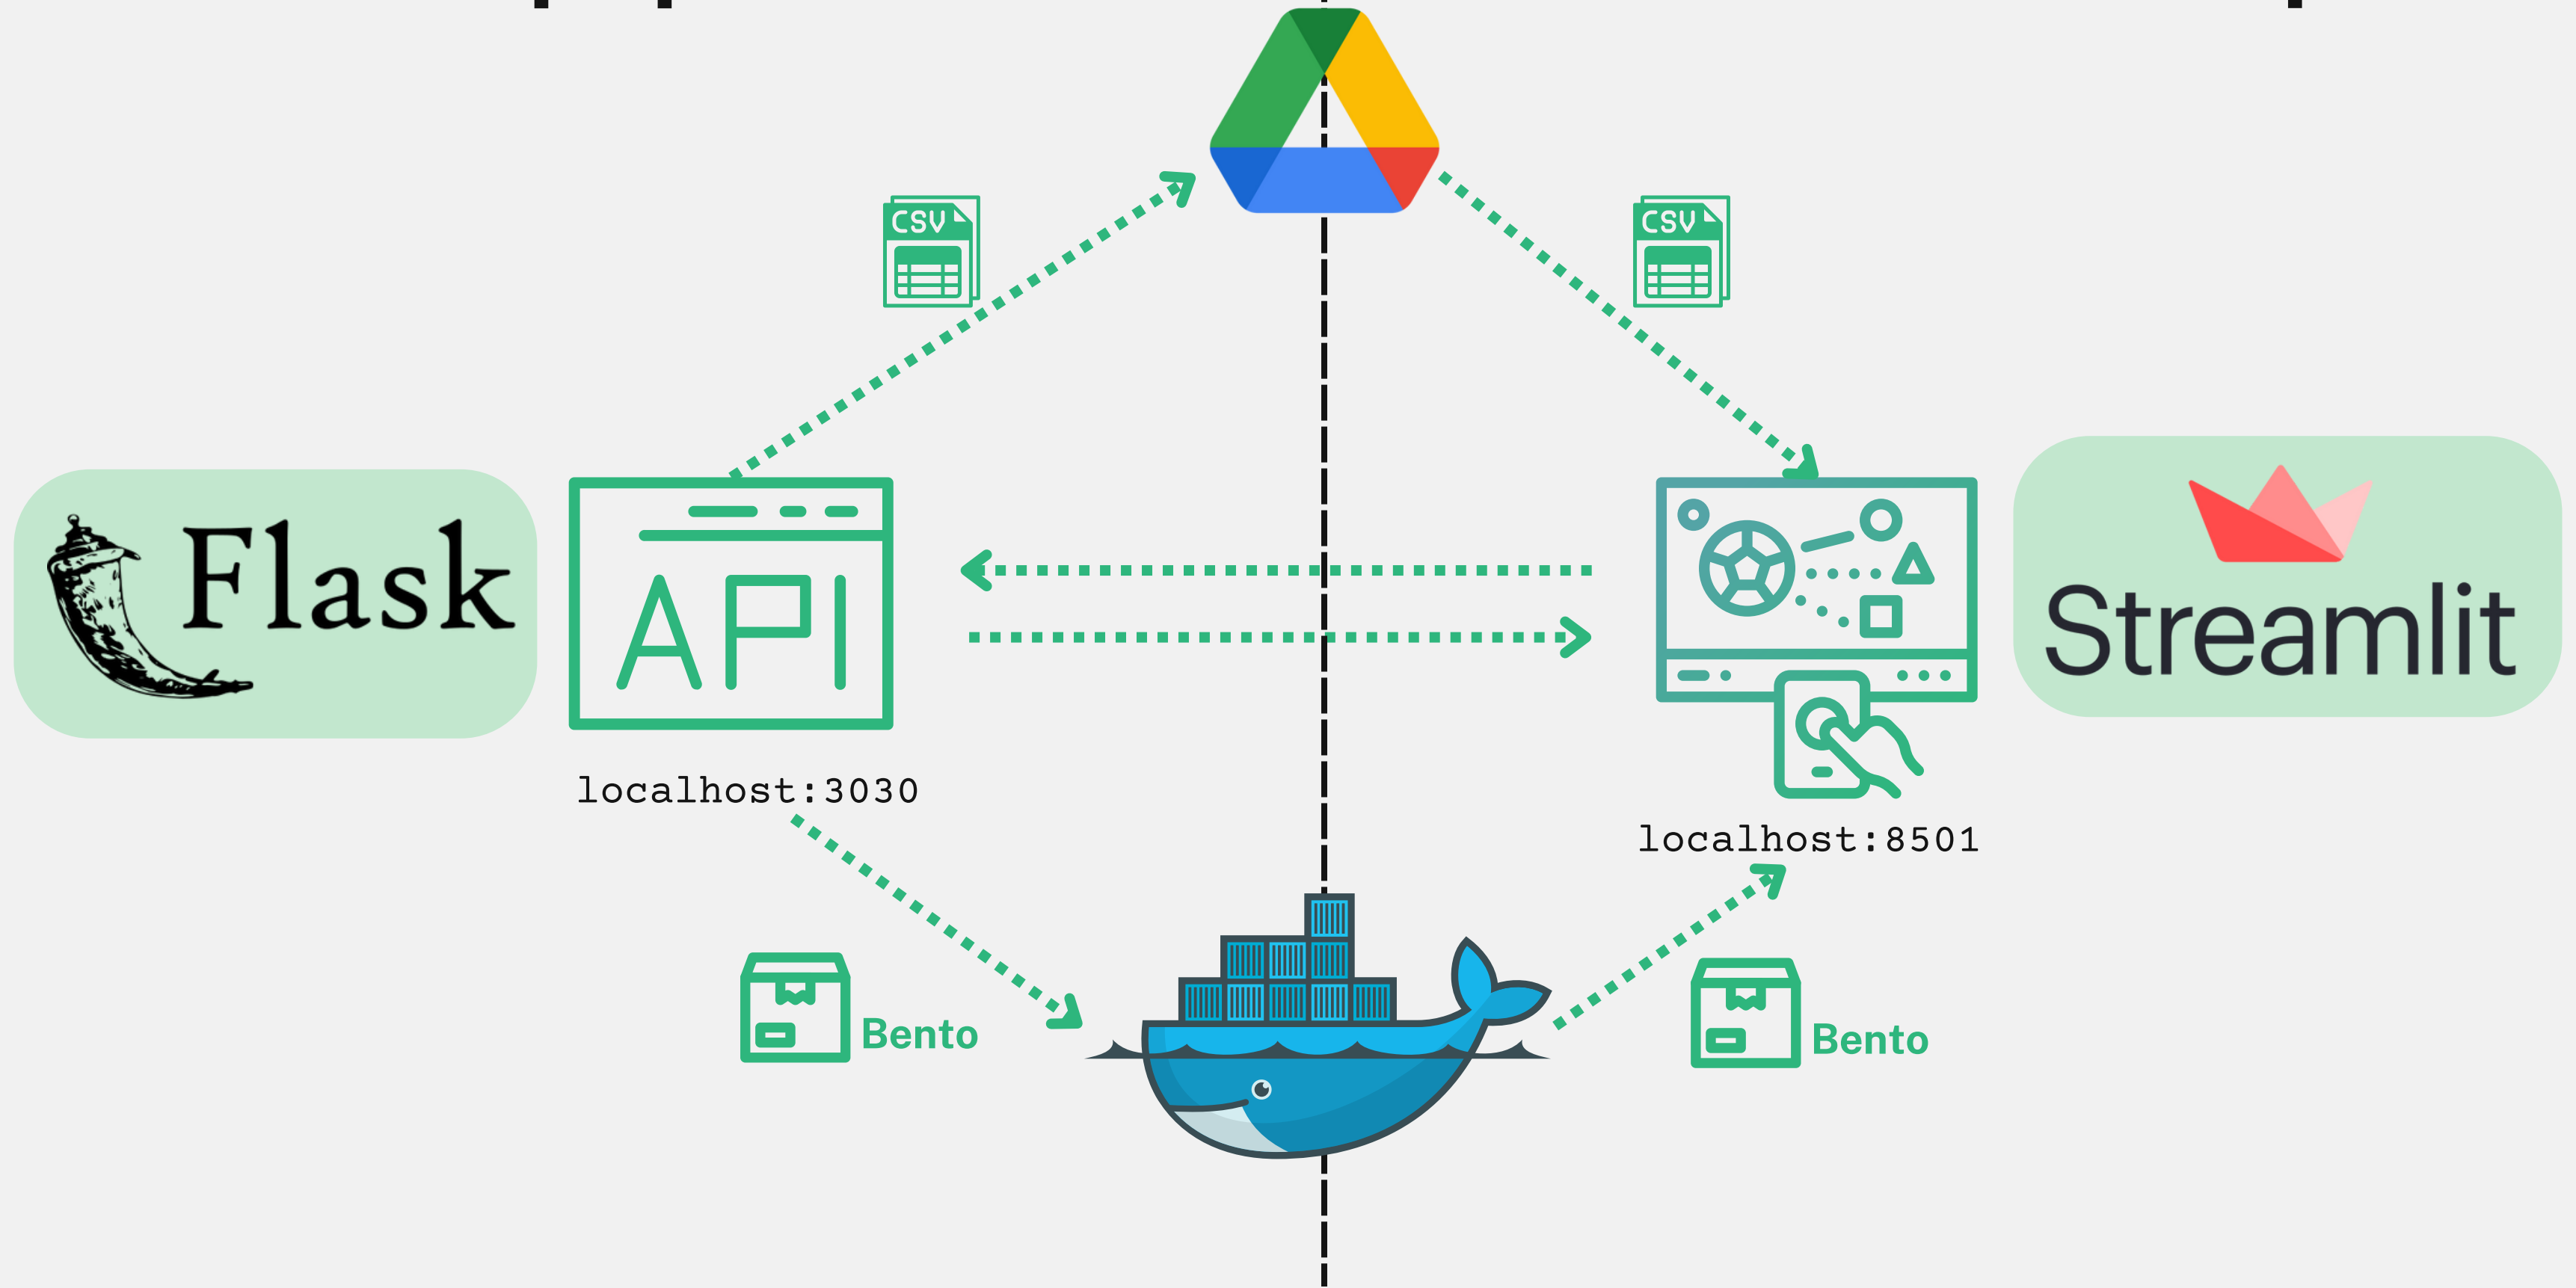 CSV
CSV
Flask
API
Streamlit
localhost:3030
localhost:8501
Bento
Bento